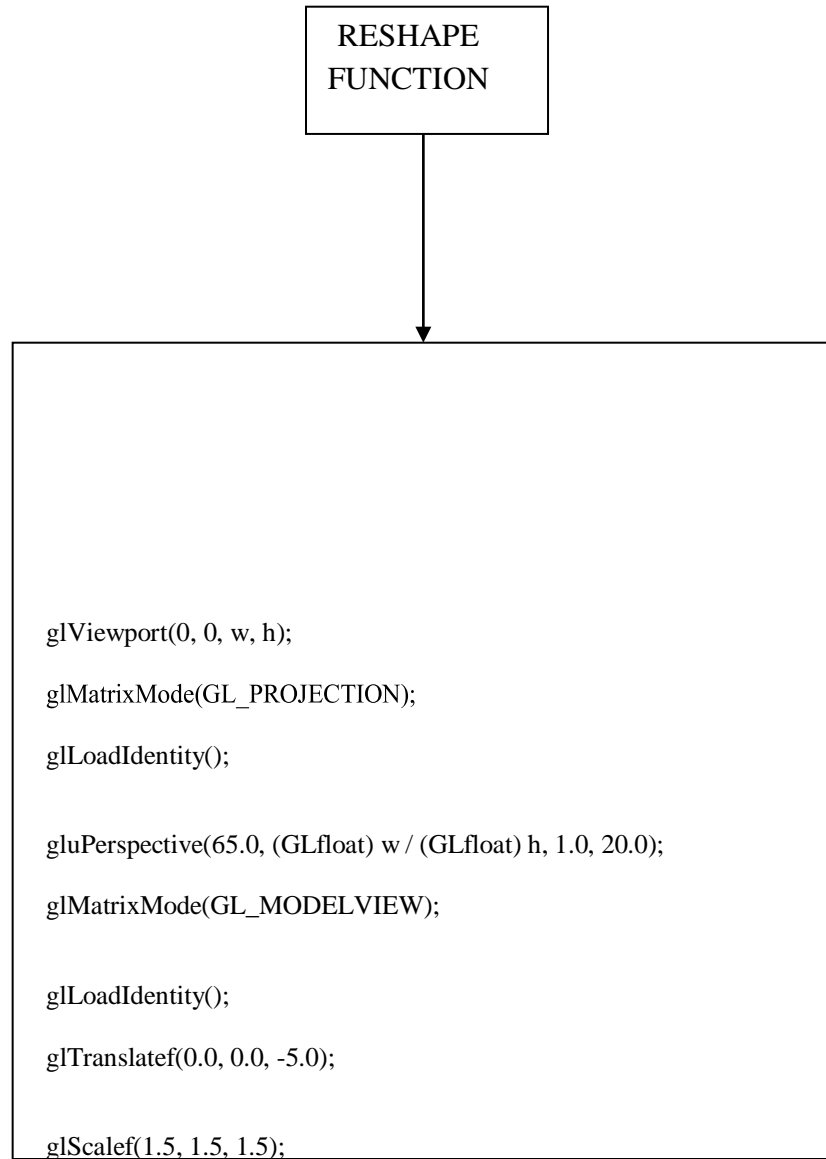 RESHAPE
FUNCTION
glViewport(0, 0, w, h);
glMatrixMode(GL_PROJECTION);
glLoadIdentity();
gluPerspective(65.0, (GLfloat) w / (GLfloat) h, 1.0, 20.0);
glMatrixMode(GL_MODELVIEW);
glLoadIdentity();
glTranslatef(0.0, 0.0, -5.0);
glScalef(1.5, 1.5, 1.5);